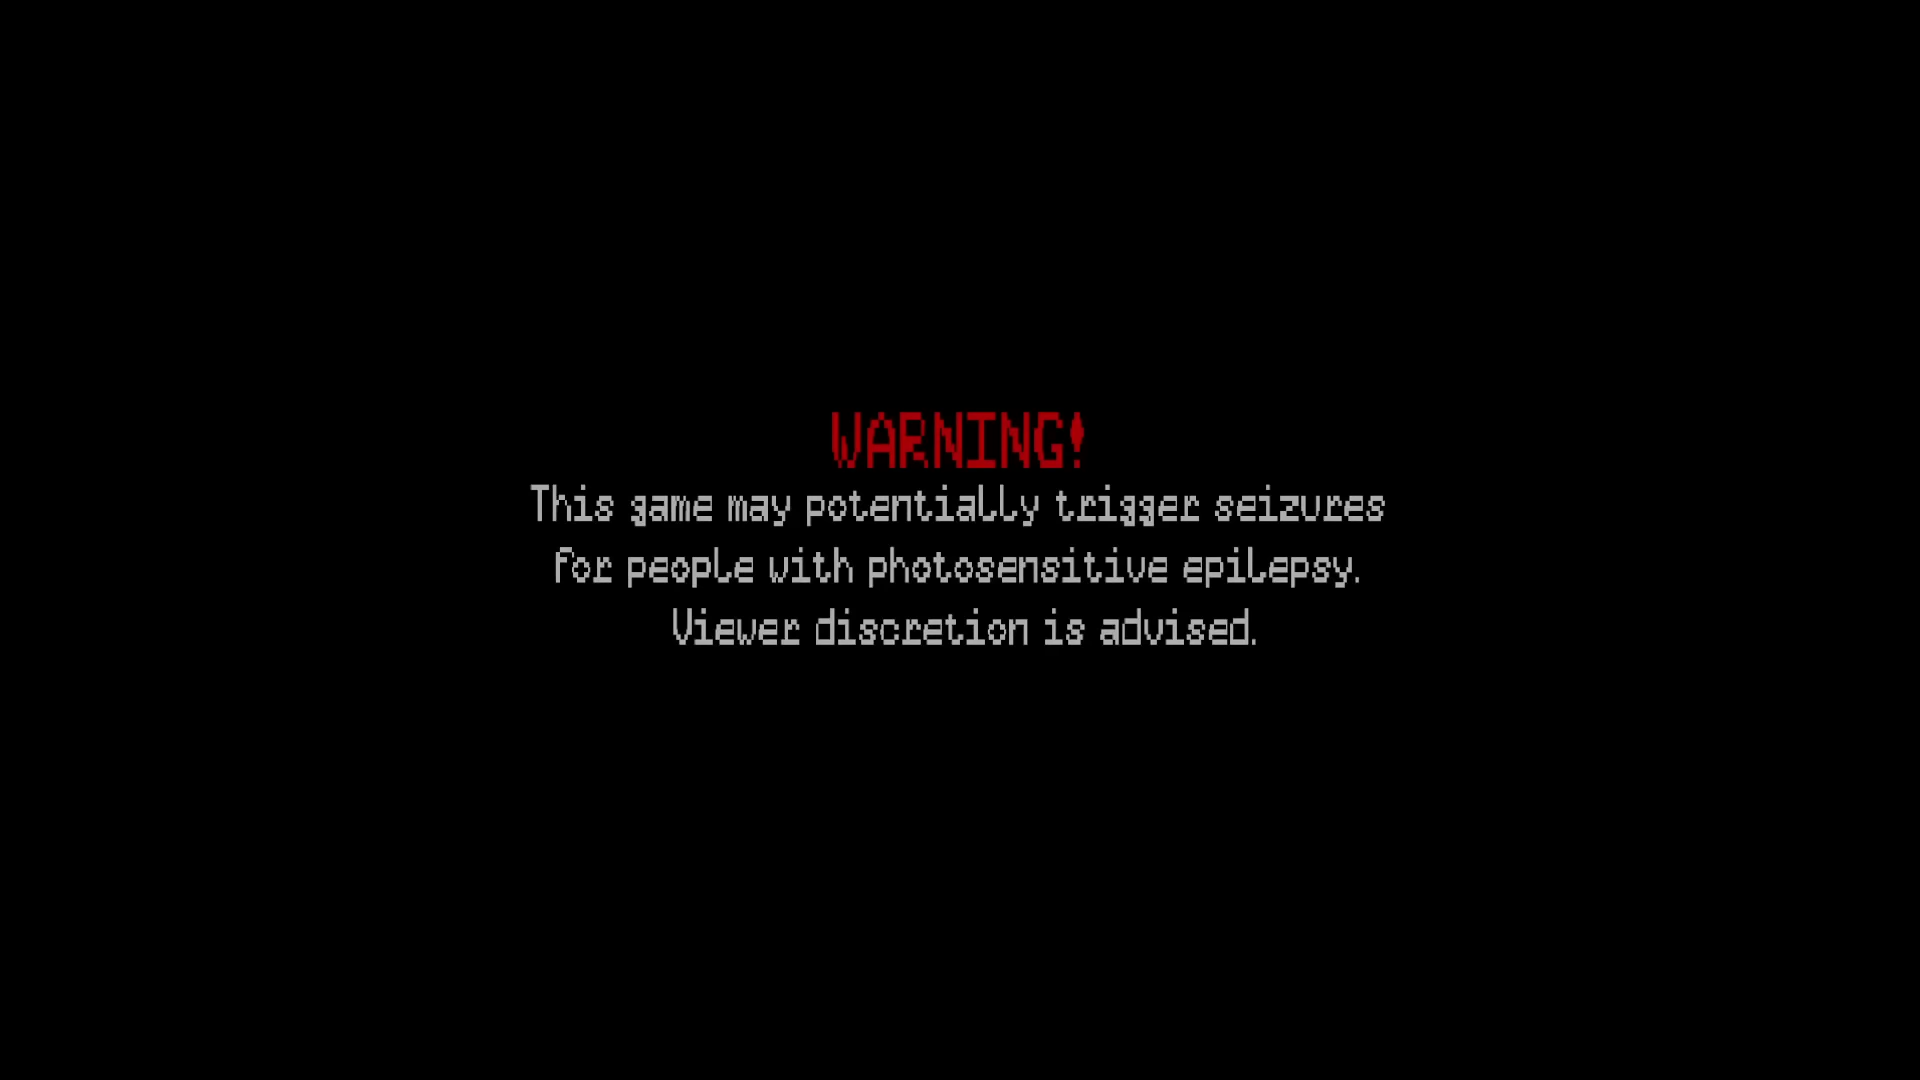 WARNING!
This game may potentially trigger seizures
for people with photosensitive epilepsy.
Viewer discretion is advised.